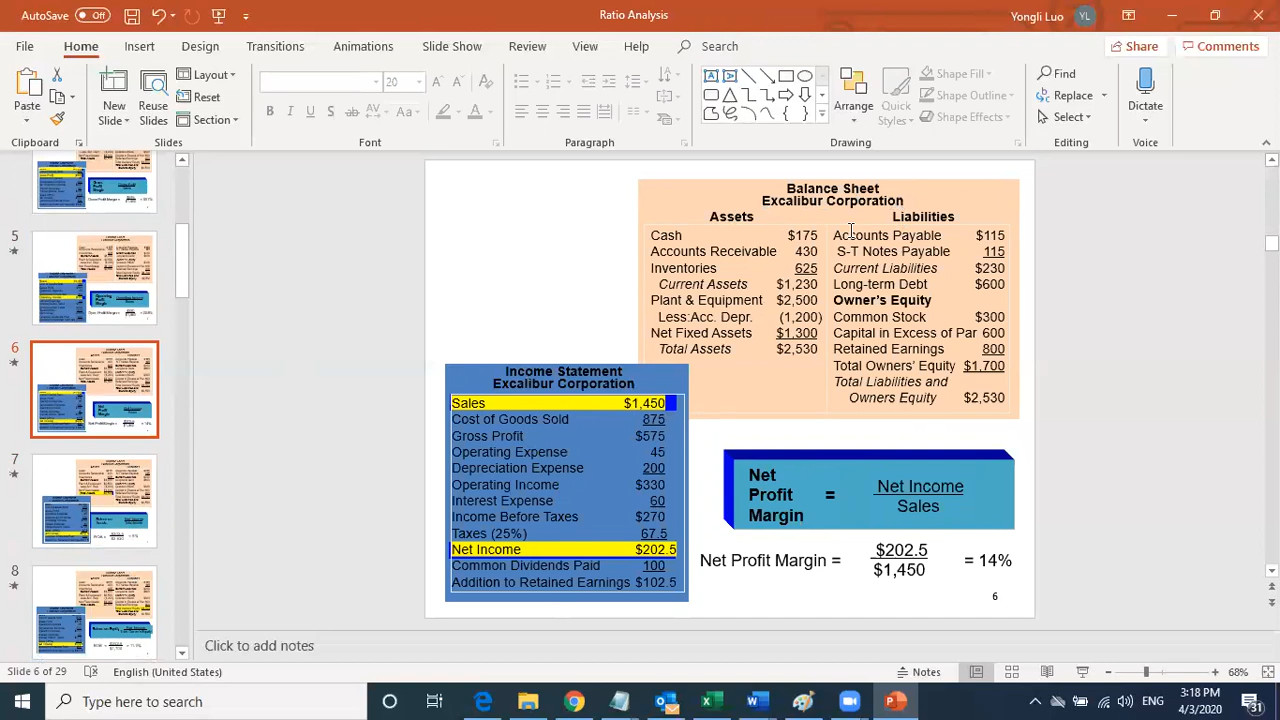 AutoSave Off
Ratio Analysis
Yongli Luo YL
File Home Insert Design Transitions Animations Slide Show Review View Help Search Share Comments
Paste
New Slide
Reuse Slides
Layout
Reset
Section
20
Arrange
Quick Styles
Shape Fill
Shape Outline
Shape Effects
Find
Replace
Select
Dictate
Clipboard Slides Font Paragraph Drawing Editing Voice
5
6
7
8
Balance Sheet
Excalibur Corporation
Assets Liabilities
Cash $175 Accounts Payable $115
Accounts Receivable 430 S-T Notes Payable 115
Inventories 625 Current Liabilities $230
Current Assets $1,230 Long-term Debt $600
Plant & Equipment $2,500 Owner's Equity
Less:Acc. Depr. (1,200) Common Stock $300
Net Fixed Assets $1,300 Capital in Excess of Par 600
Total Assets $2,530 Retained Earnings 800
Total Owners' Equity $1,700
Total Liabilities and
Owners Equity $2,530
Income Statement
Excalibur Corporation
Sales $1,450
Cost of Goods Sold 875
Gross Profit $575
Operating Expense 45
Depreciation Expense 200
Operating Income $330
Interest Expense 60
Income Before Taxes $270
Taxes (25%) 67.5
Net Income $202.5
Common Dividends Paid 100
Addition to Retained Earnings $102.5
Net Profit Margin = Net Income
Sales
Net Profit Margin = $202.5 = 14%
$1,450
6
Click to add notes
Slide 6 of 29 English (United States) Notes 68%
Type here to search
ENG
3:18 PM
4/3/2020
31